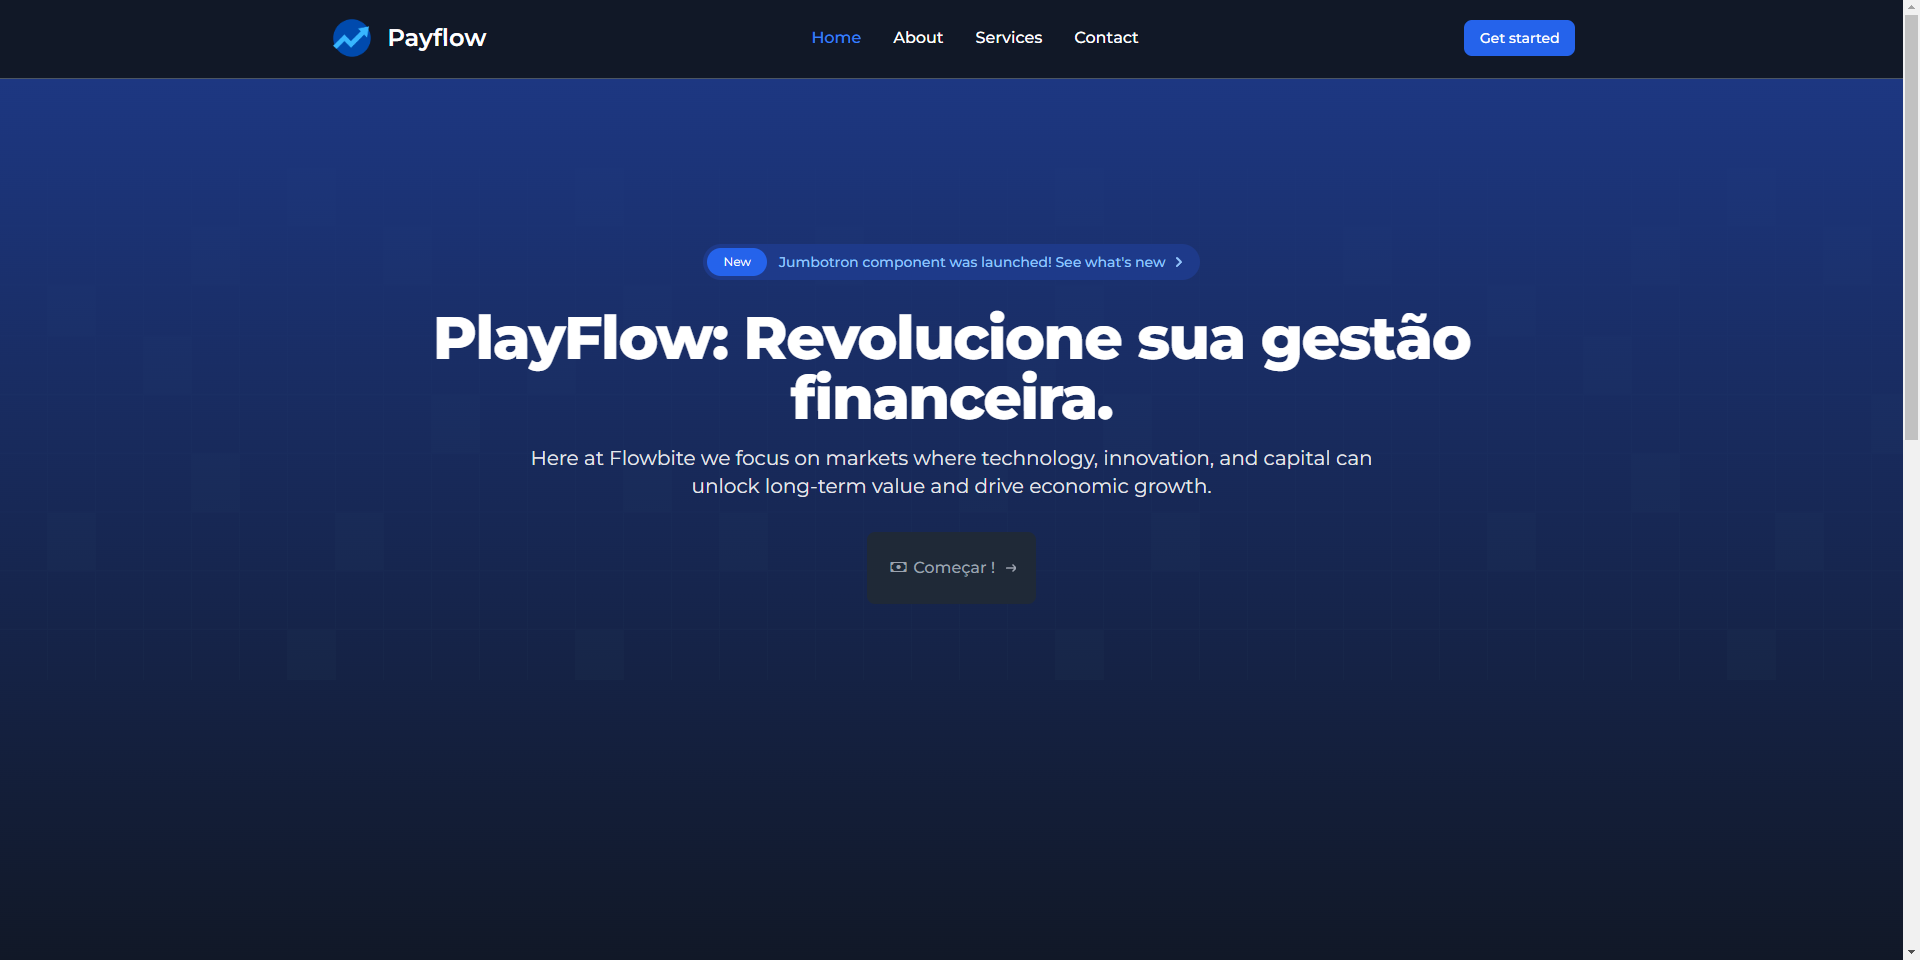 Payflow
Home About Services Contact
Get started
New Jumbotron component was launched! See what's new
PlayFlow: Revolucione sua gestão
financeira.
Here at Flowbite we focus on markets where technology, innovation, and capital can
unlock long-term value and drive economic growth.
Começar ! →